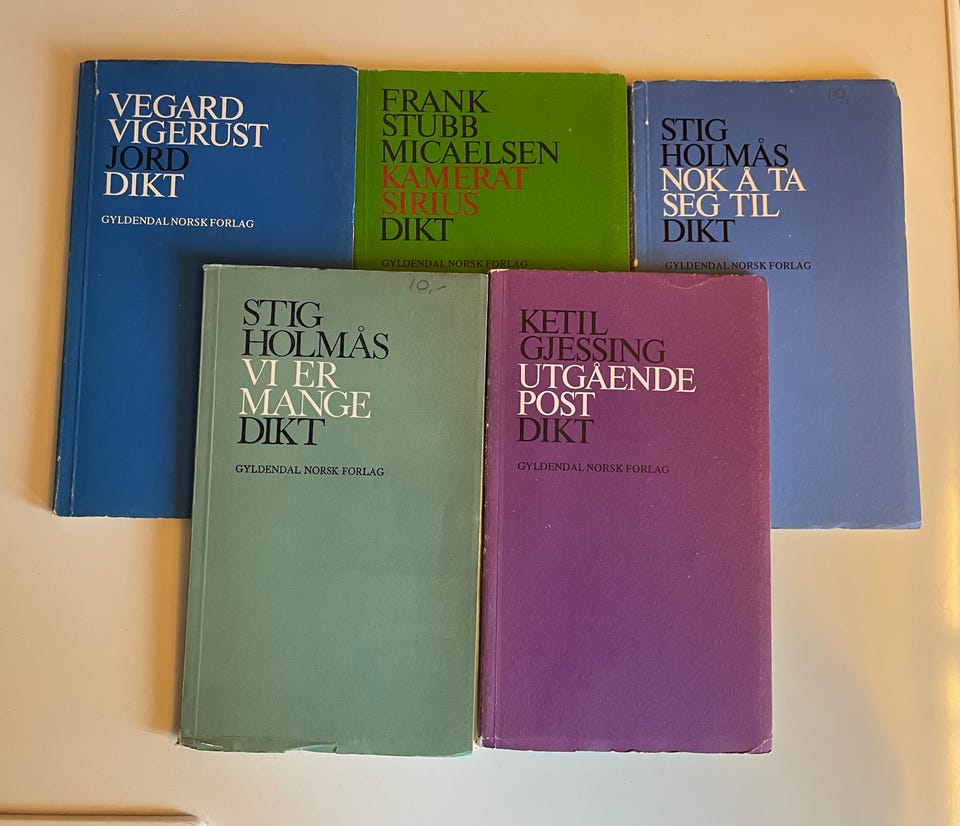 VEGARD
VIGERUST
JORD
DIKT
GYLDENDAL NORSK FORLAG
FRANK
STUBB
MICAELSEN
KAMERAT
SIRIUS
DIKT
GYLDENDAL NORSK FORLAG
10,-
STIG
HOLMÅS
NOK Å TA
SEG TIL
DIKT
GYLDENDAL NORSK FORLAG
10,-
STIG
HOLMÅS
VI ER
MANGE
DIKT
GYLDENDAL NORSK FORLAG
KETIL
GJESSING
UTGÅENDE
POST
DIKT
GYLDENDAL NORSK FORLAG